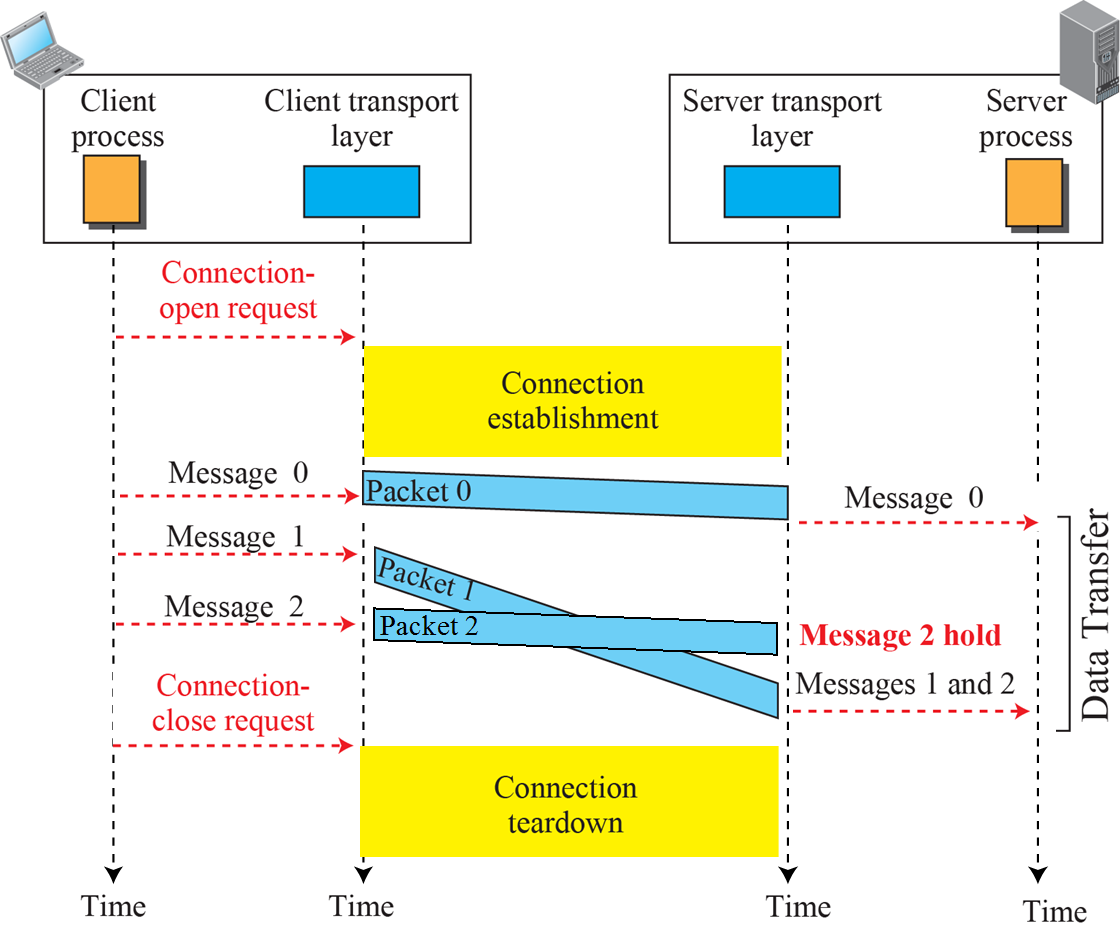 Client
process
Client transport
layer
Server transport
layer
Server
process
Connection-
open request
Connection
establishment
Message 0
Packet 0
Message 0
Message 1
Packet 1
Message 2
Packet 2
Message 2 hold
Messages 1 and 2
Data Transfer
Connection-
close request
Connection
teardown
Time
Time
Time
Time